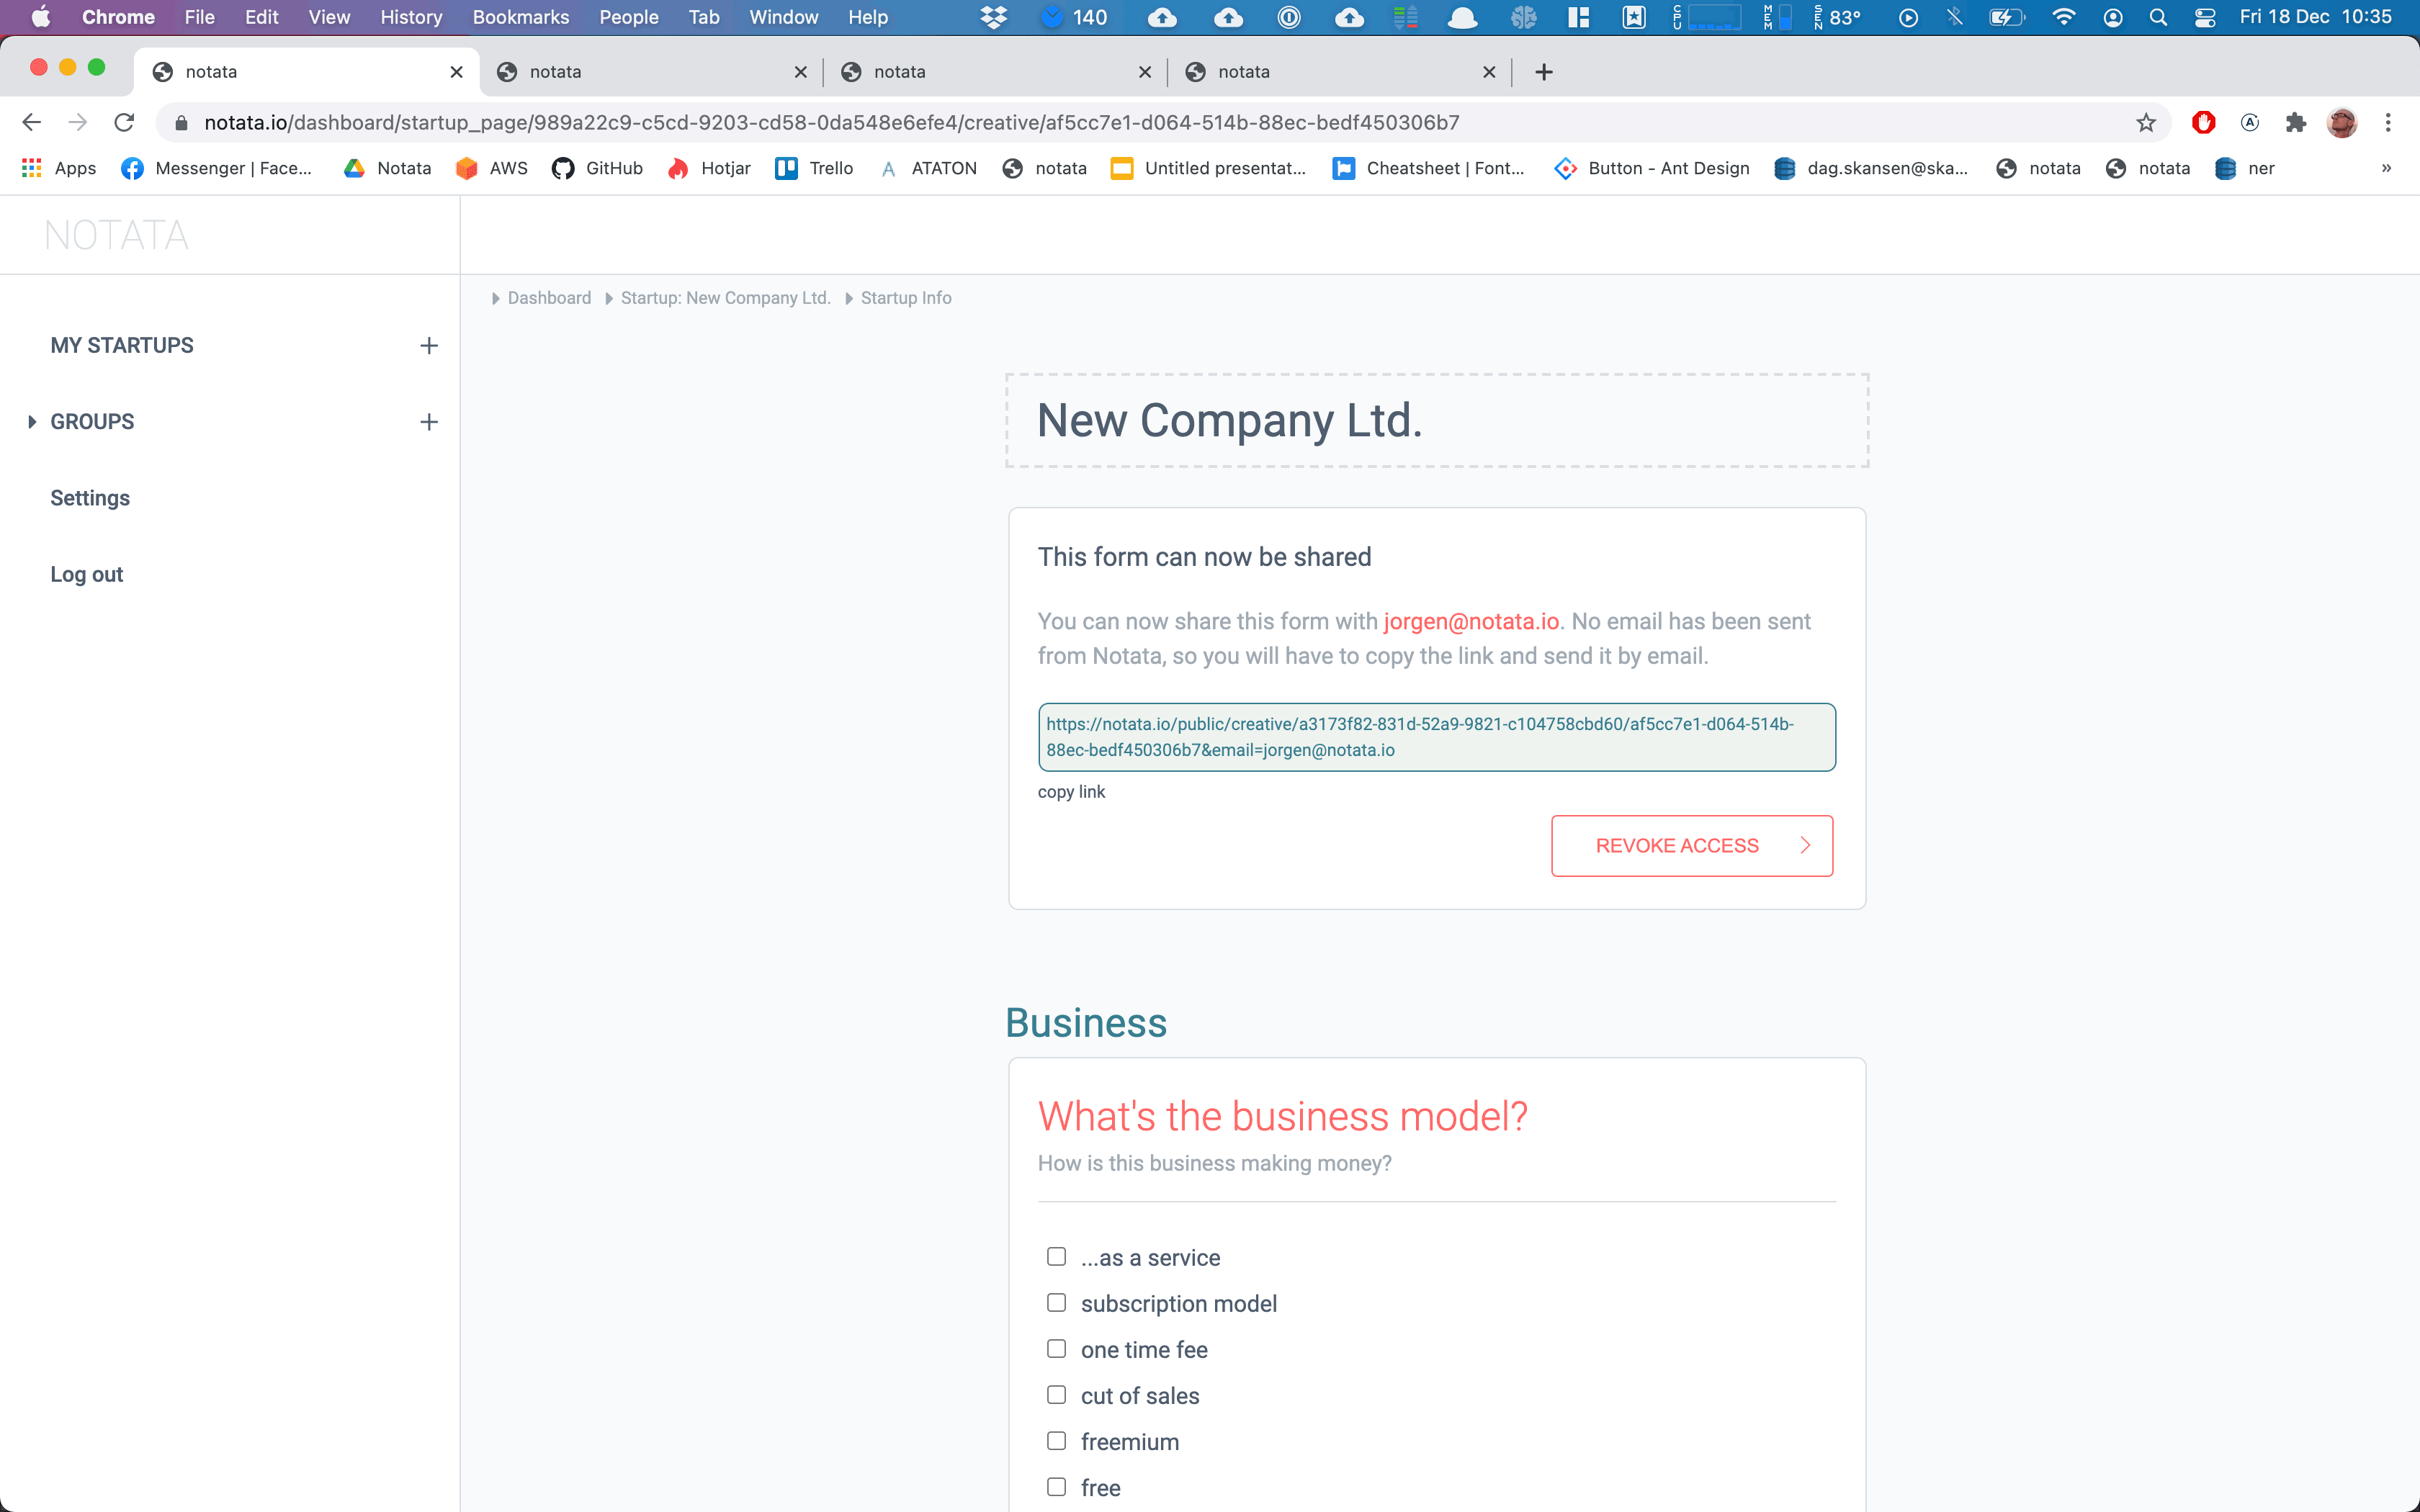 Chrome File Edit View History Bookmarks People Tab Window Help 140 CPU MEM SEN 83° Fri 18 Dec 10:35
notata notata notata notata
notata.io/dashboard/startup_page/989a22c9-c5cd-9203-cd58-0da548e6efe4/creative/af5cc7e1-d064-514b-88ec-bedf450306b7
Apps Messenger | Face... Notata AWS GitHub Hotjar Trello ATATON notata Untitled presentat... Cheatsheet | Font... Button - Ant Design dag.skansen@ska... notata notata ner »
NOTATA
Dashboard Startup: New Company Ltd. Startup Info
MY STARTUPS
GROUPS
Settings
Log out
New Company Ltd.
This form can now be shared
You can now share this form with jorgen@notata.io. No email has been sent
from Notata, so you will have to copy the link and send it by email.
https://notata.io/public/creative/a3173f82-831d-52a9-9821-c104758cbd60/af5cc7e1-d064-514b-
88ec-bedf450306b7&email=jorgen@notata.io
copy link
REVOKE ACCESS
Business
What's the business model?
How is this business making money?
...as a service
subscription model
one time fee
cut of sales
freemium
free